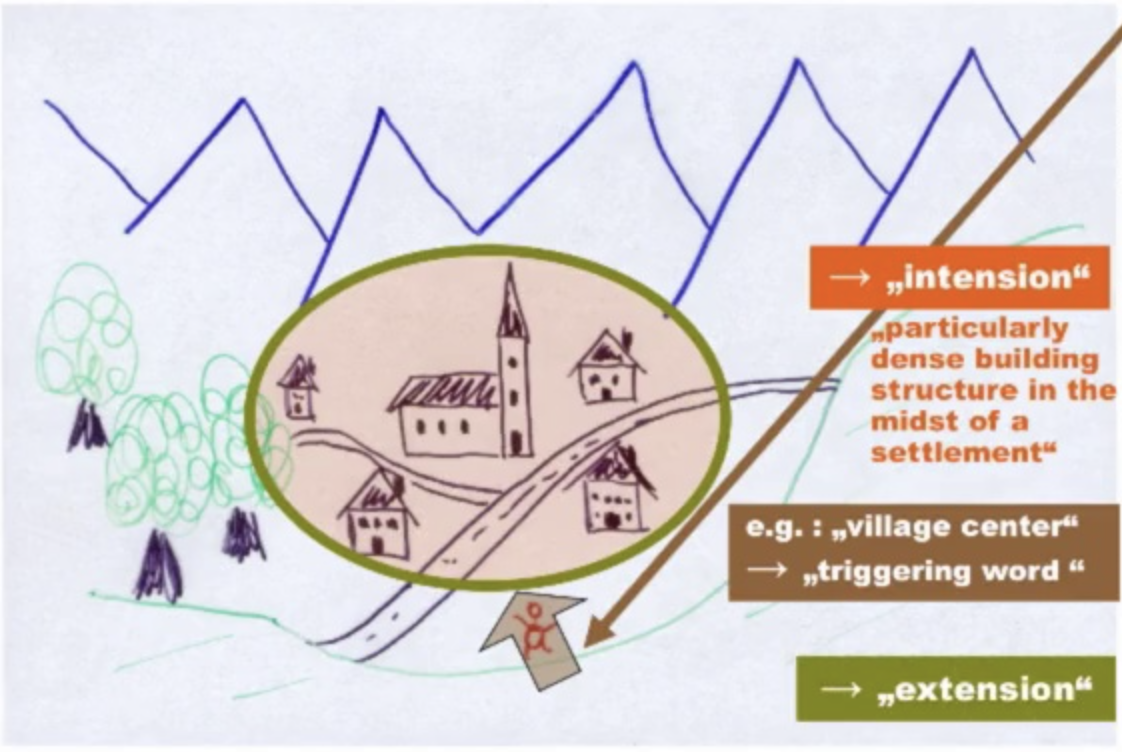 → „intension“
„particularly
dense building
structure in the
midst of a
settlement“
e.g. : „village center“
→ „triggering word “
→ „extension“